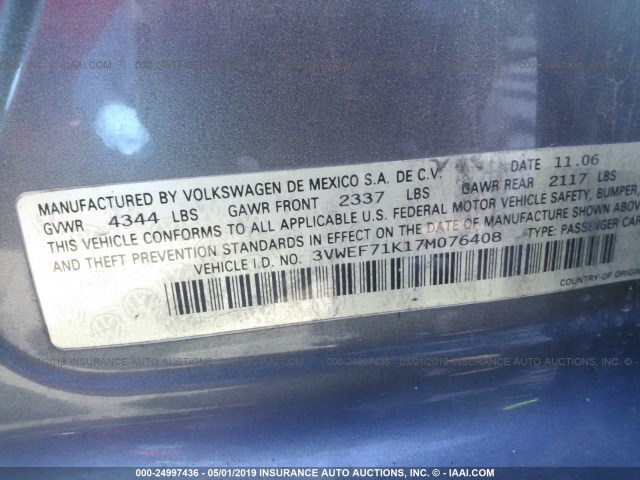 MANUFACTURED BY VOLKSWAGEN DE MEXICO S.A. DE C.V. DATE 11.06
GVWR 4344 LBS GAWR FRONT 2337 LBS GAWR REAR 2117 LBS
THIS VEHICLE CONFORMS TO ALL APPLICABLE U.S. FEDERAL MOTOR VEHICLE SAFETY, BUMPER
AND THEFT PREVENTION STANDARDS IN EFFECT ON THE DATE OF MANUFACTURE SHOWN ABOVE
VEHICLE I.D. NO. 3VWEF71K17M076408 TYPE: PASSENGER CAR
COUNTRY OF ORIGIN
000-24997436 - 05/01/2019 INSURANCE AUTO AUCTIONS, INC. - © IAAI.COM